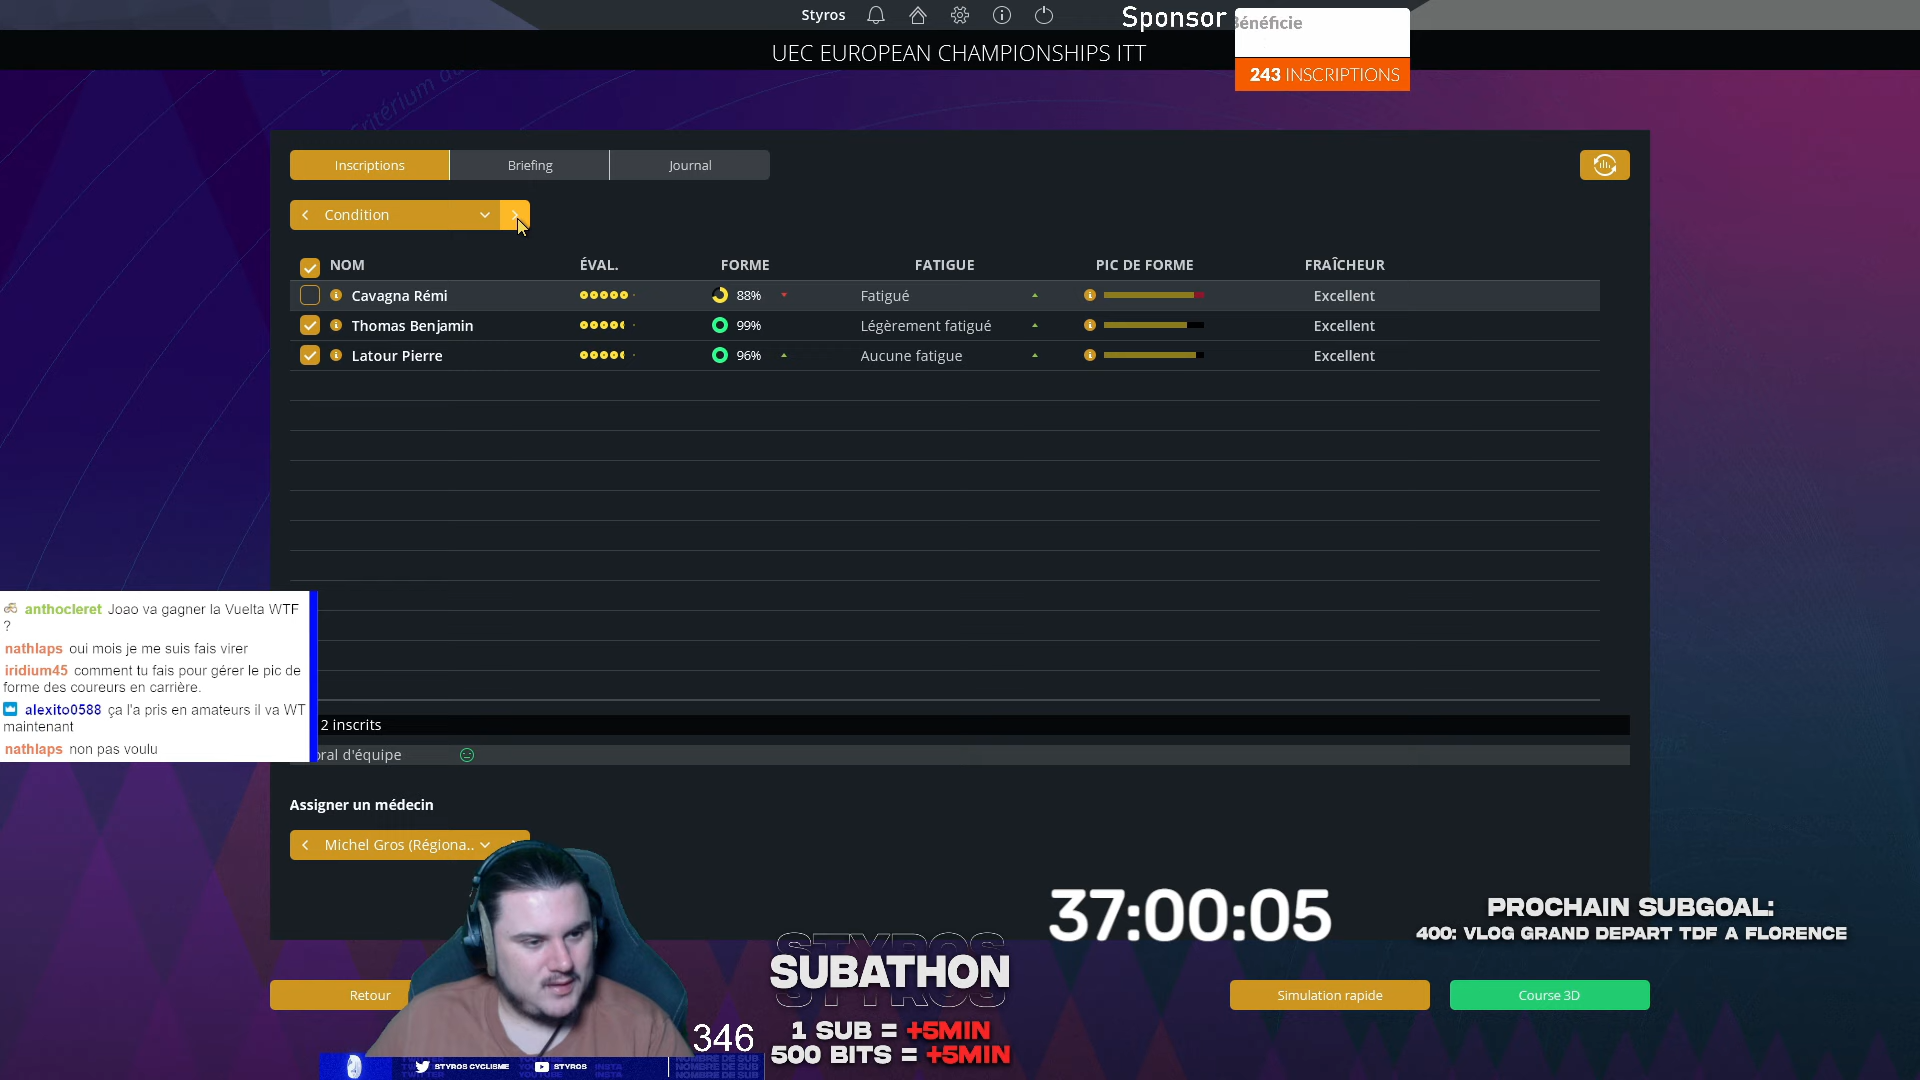 Styros
Sponsor
Bénéficie
UEC EUROPEAN CHAMPIONSHIPS ITT
243 INSCRIPTIONS
Inscriptions
Briefing
Journal
Condition
NOM
ÉVAL.
FORME
FATIGUE
PIC DE FORME
FRAÎCHEUR
Cavagna Rémi
88%
Fatigué
Excellent
Thomas Benjamin
99%
Légèrement fatigué
Excellent
Latour Pierre
96%
Aucune fatigue
Excellent
anthocleret Joao va gagner la Vuelta WTF
?
nathlaps oui mois je me suis fais virer
iridium45 comment tu fais pour gérer le pic de
forme des coureurs en carrière.
alexito0588 ça l'a pris en amateurs il va WT
maintenant
nathlaps non pas voulu
2 inscrits
oral d'équipe
Assigner un médecin
Michel Gros (Régiona..
37:00:05
PROCHAIN SUBGOAL:
400: VLOG GRAND DEPART TDF A FLORENCE
Retour
STYROS
SUBATHON
STYROS
Simulation rapide
Course 3D
346
1 SUB = +5MIN
500 BITS = +5MIN
STYROS CYCLISME
STYROS
NOMBRE DE SUB